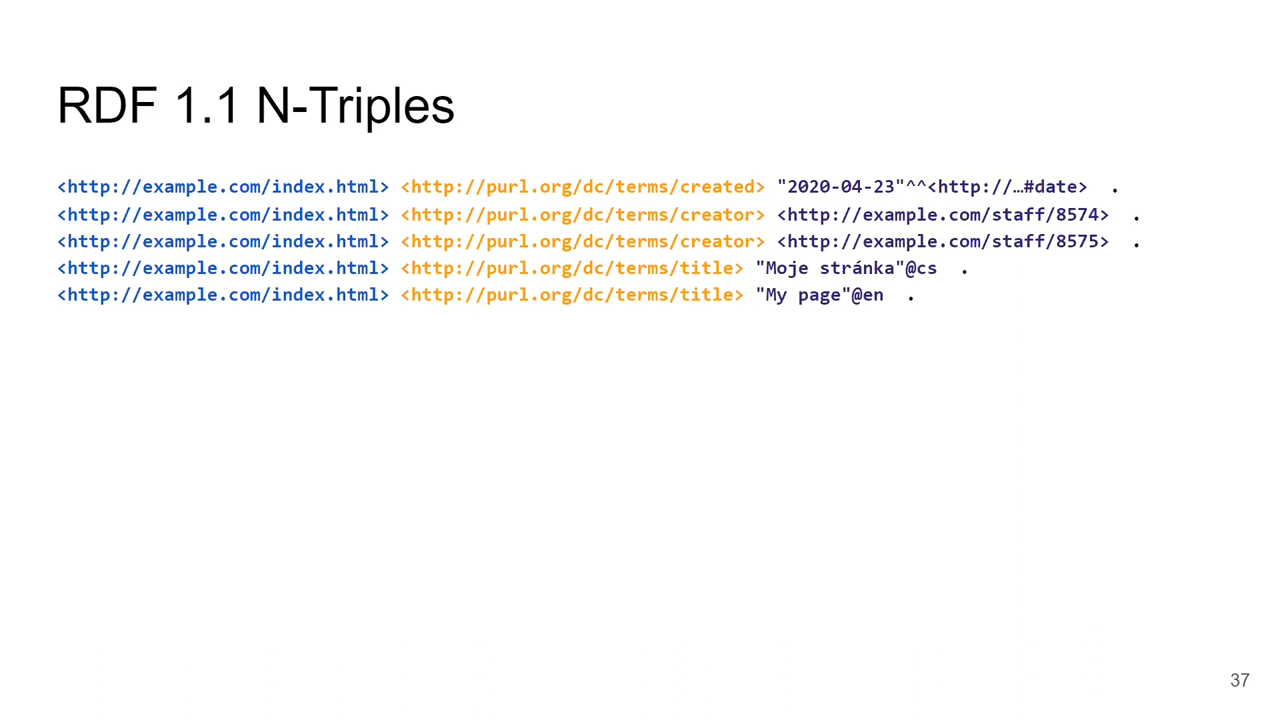 RDF 1.1 N-Triples
<http://example.com/index.html> <http://purl.org/dc/terms/created> "2020-04-23"^^<http://…#date> .
<http://example.com/index.html> <http://purl.org/dc/terms/creator> <http://example.com/staff/8574> .
<http://example.com/index.html> <http://purl.org/dc/terms/creator> <http://example.com/staff/8575> .
<http://example.com/index.html> <http://purl.org/dc/terms/title> "Moje stránka"@cs .
<http://example.com/index.html> <http://purl.org/dc/terms/title> "My page"@en .
37